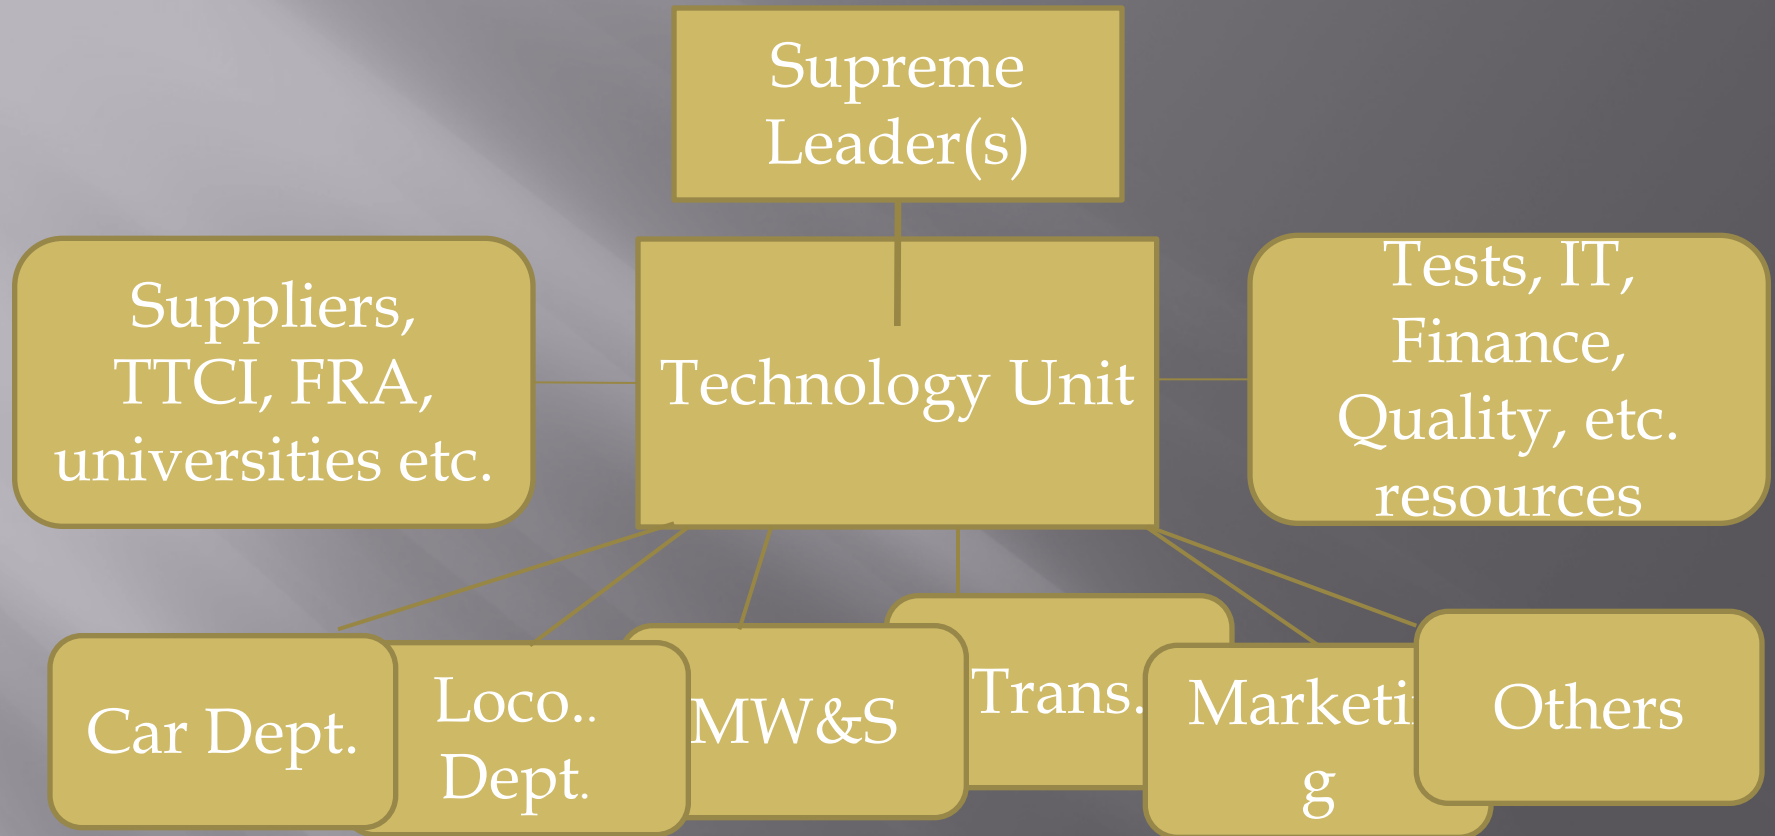 Supreme
Leader(s)
Suppliers,
TTCI, FRA,
universities etc.
Technology Unit
Tests, IT,
Finance,
Quality, etc.
resources
Car Dept.
Loco..
Dept.
MW&S
Trans.
Marketi
g
Others